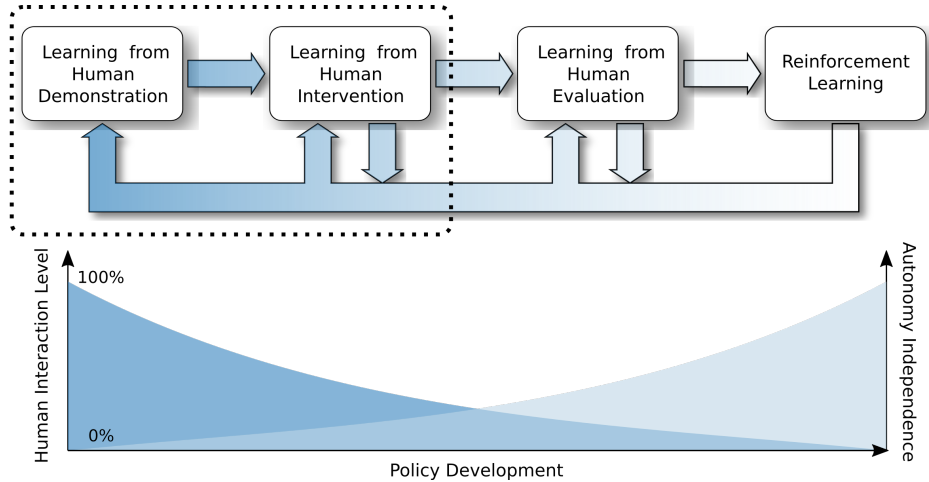 Learning from
Human
Demonstration
Learning from
Human
Intervention
Learning from
Human
Evaluation
Reinforcement
Learning
Human Interaction Level
100%
0%
Autonomy Independence
Policy Development